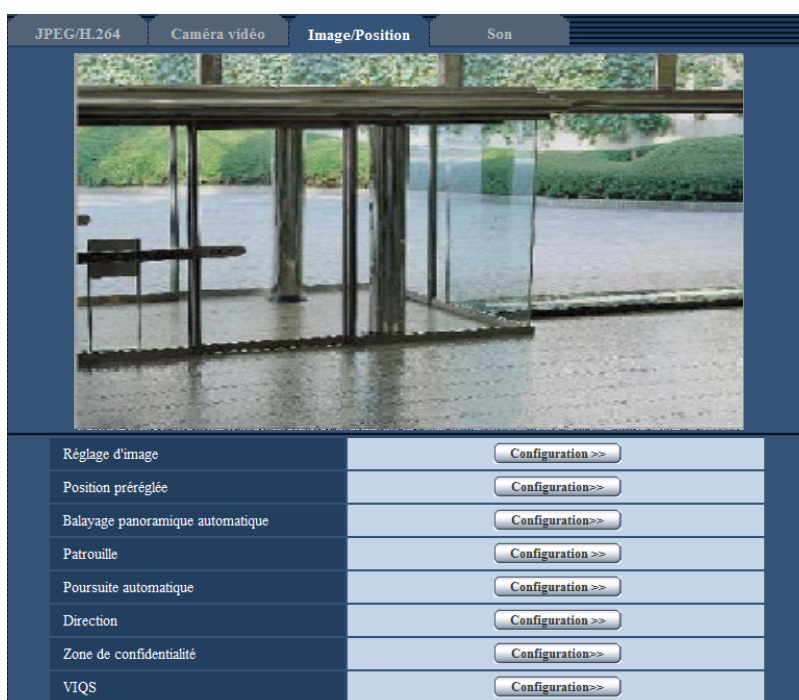 JPEG/H.264 Caméra vidéo Image/Position Son
Réglage d'image Configuration >>
Position préréglée Configuration>>
Balayage panoramique automatique Configuration>>
Patrouille Configuration >>
Poursuite automatique Configuration >>
Direction Configuration >>
Zone de confidentialité Configuration>>
VIQS Configuration>>